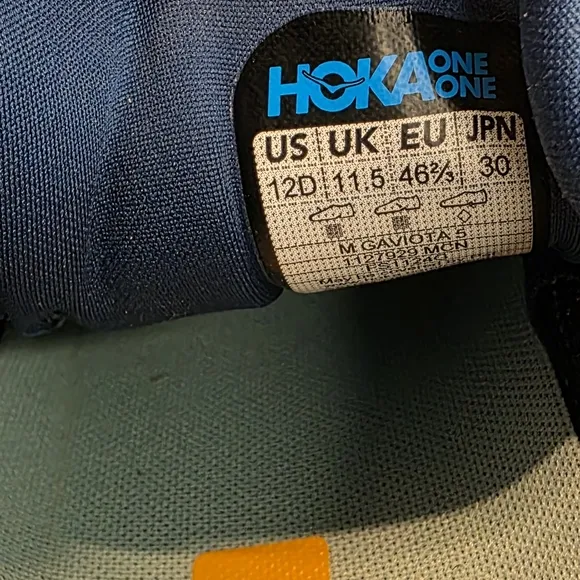 HOKA ONE ONE
US UK EU JPN
12D 11.5 46⅔ 30
M GAVIOTA 5
1127929 MCN